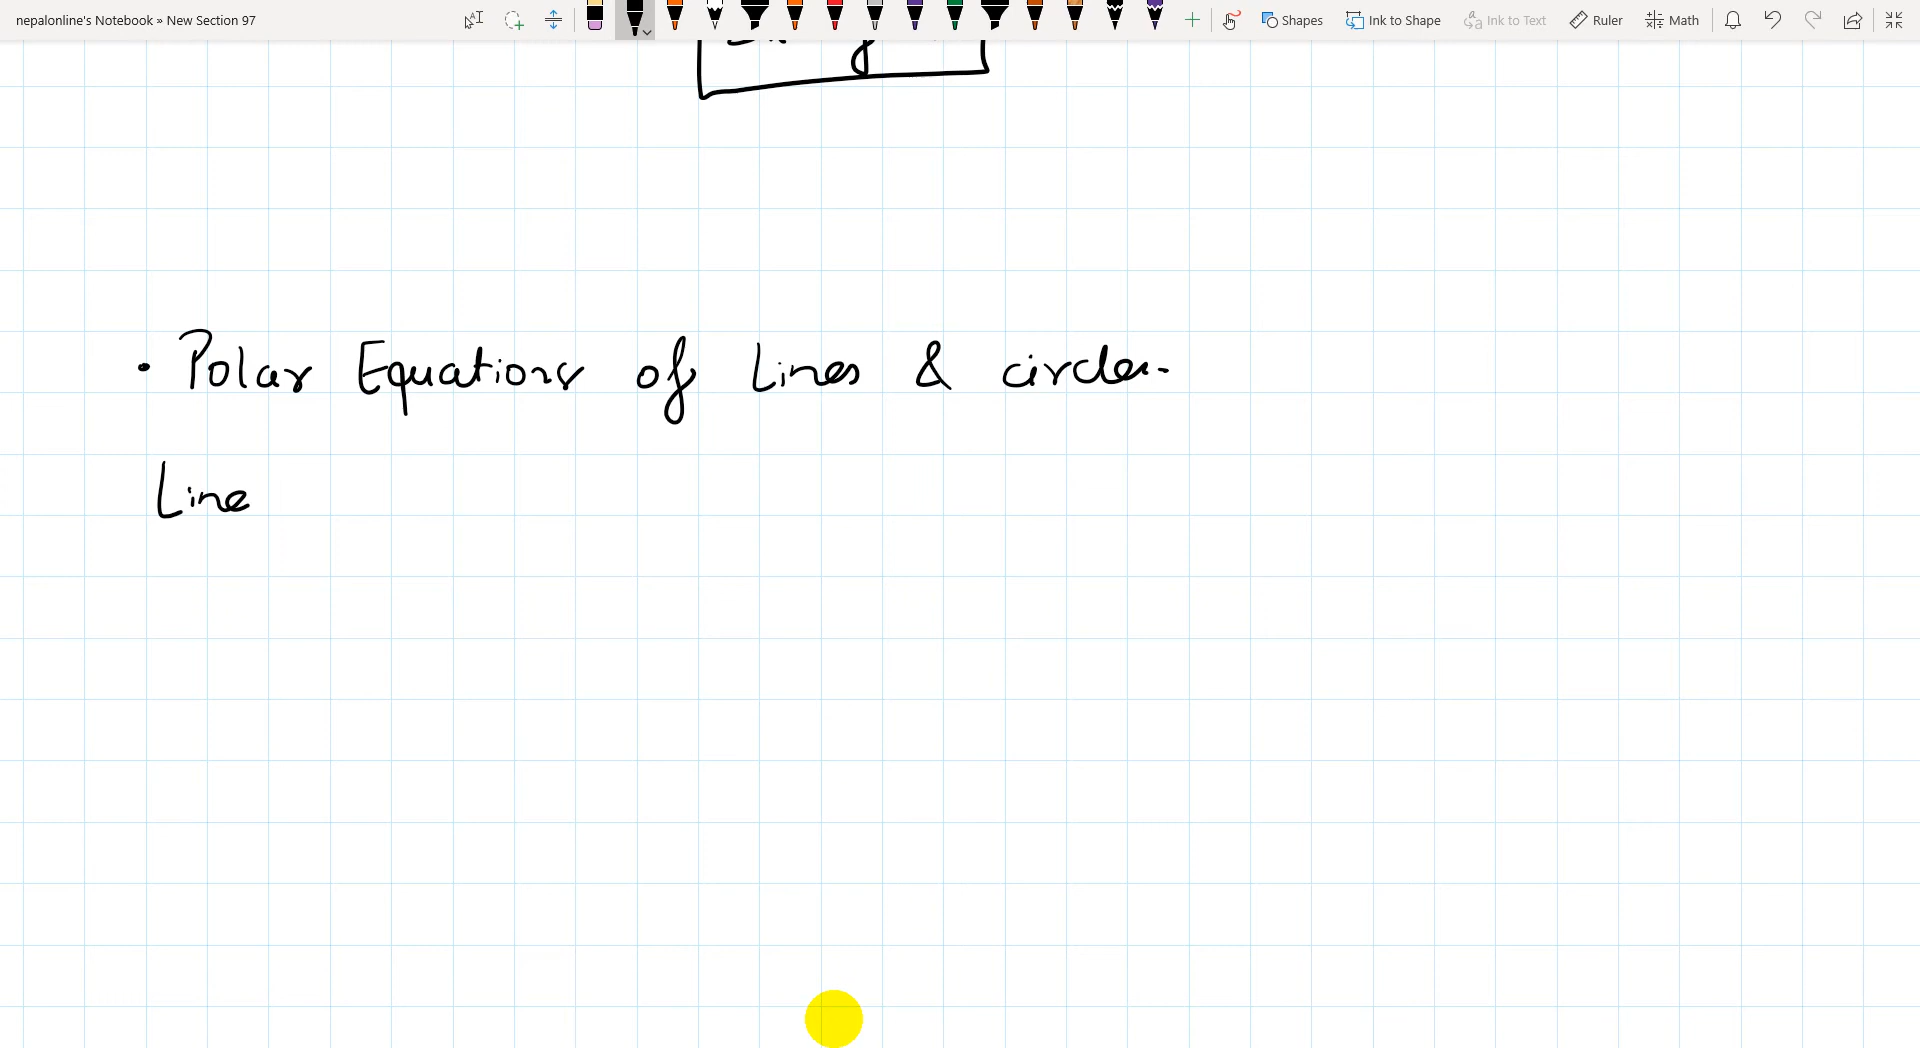 nepalonline's Notebook » New Section 97
Shapes
Ink to Shape
Ink to Text
Ruler
Math
• Polar Equations of Lines & circles.
Line